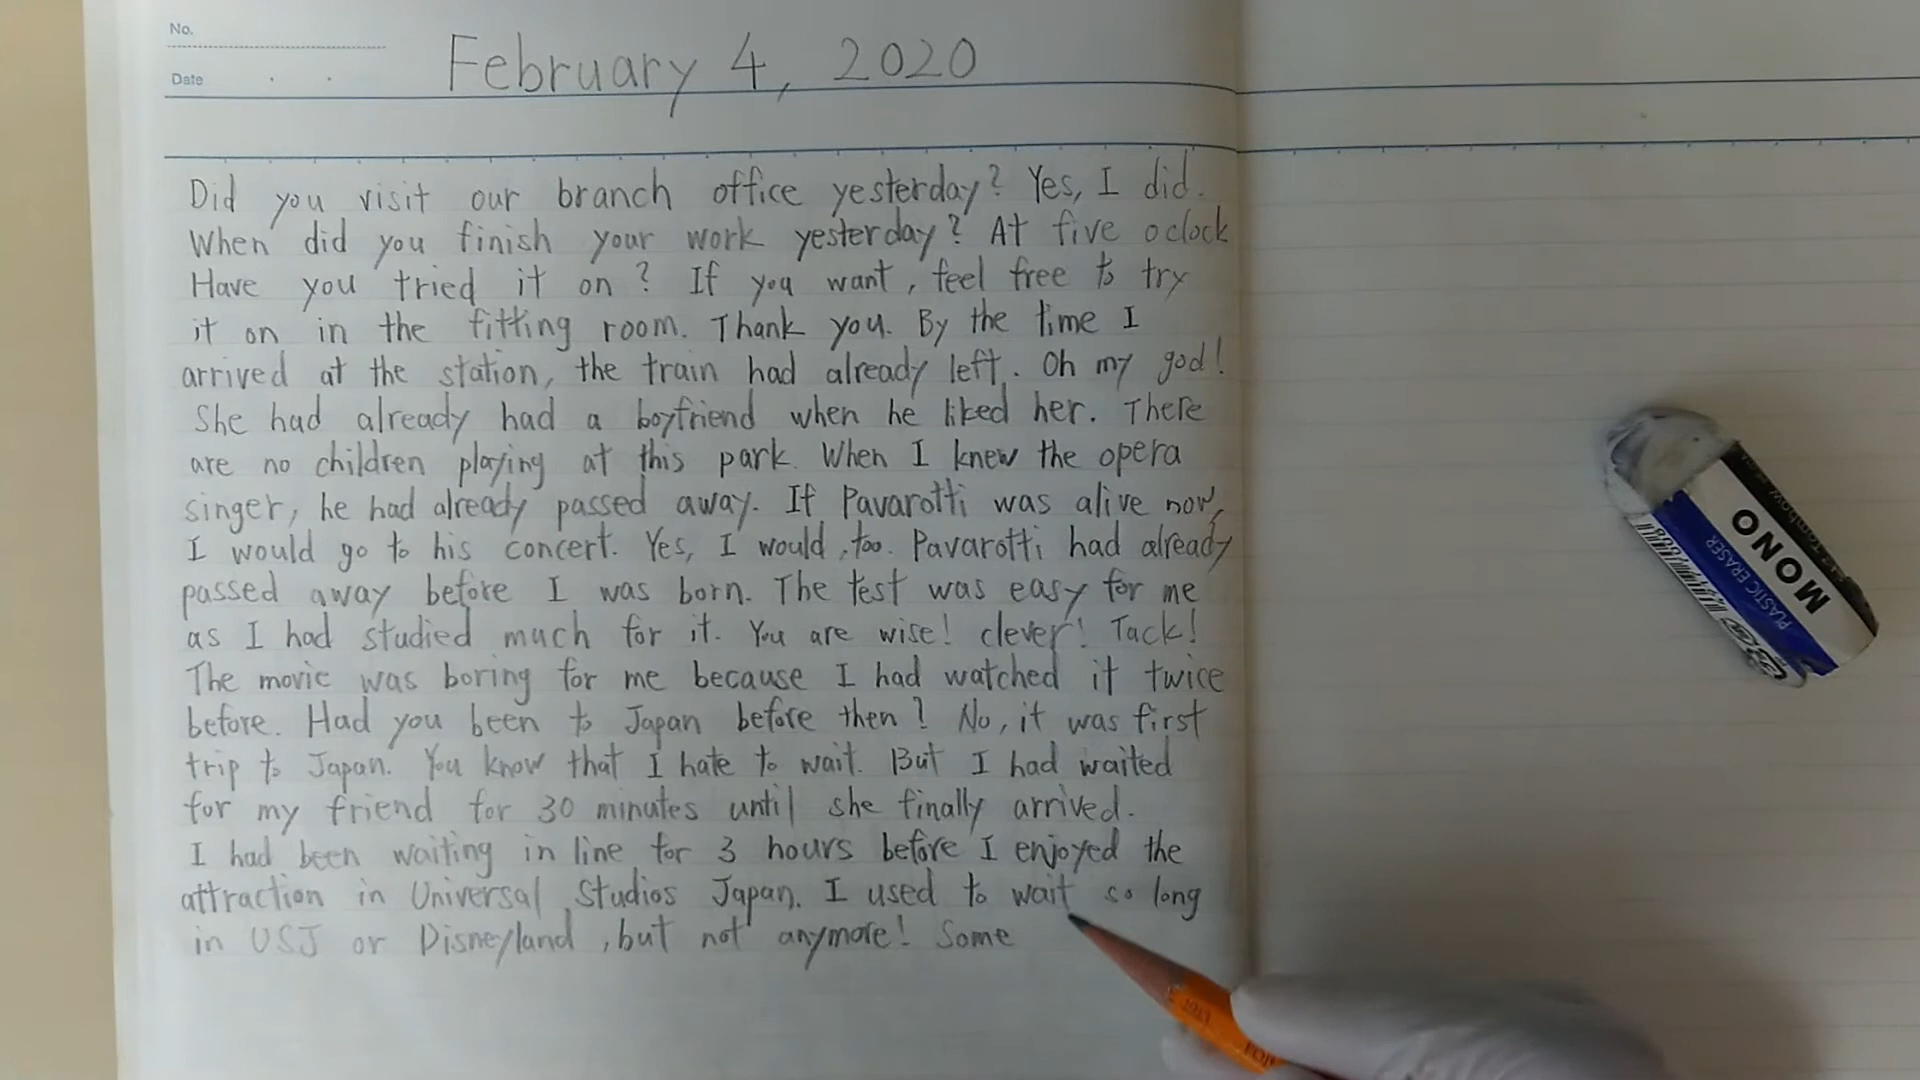 No.
Date
February 4, 2020
Did you visit our branch office yesterday? Yes, I did.
When did you finish your work yesterday? At five oclock
Have you tried it on? If you want, feel free to try
it on in the fitting room. Thank you. By the time I
arrived at the station, the train had already left. Oh my god!
She had already had a boyfriend when he liked her. There
are no children playing at this park. When I knew the opera
singer, he had already passed away. If Pavarotti was alive now,
I would go to his concert. Yes, I would, too. Pavarotti had already
passed away before I was born. The test was easy for me
as I had studied much for it. You are wise! clever! Tack!
The movie was boring for me because I had watched it twice
before. Had you been to Japan before then? No, it was first
trip to Japan. You know that I hate to wait. But I had waited
for my friend for 30 minutes until she finally arrived.
I had been waiting in line for 3 hours before I enjoyed the
attraction in Universal Studios Japan. I used to wait so long
in USJ or Disneyland, but not anymore! Some
MONO
PLASTIC ERASER
Tombow